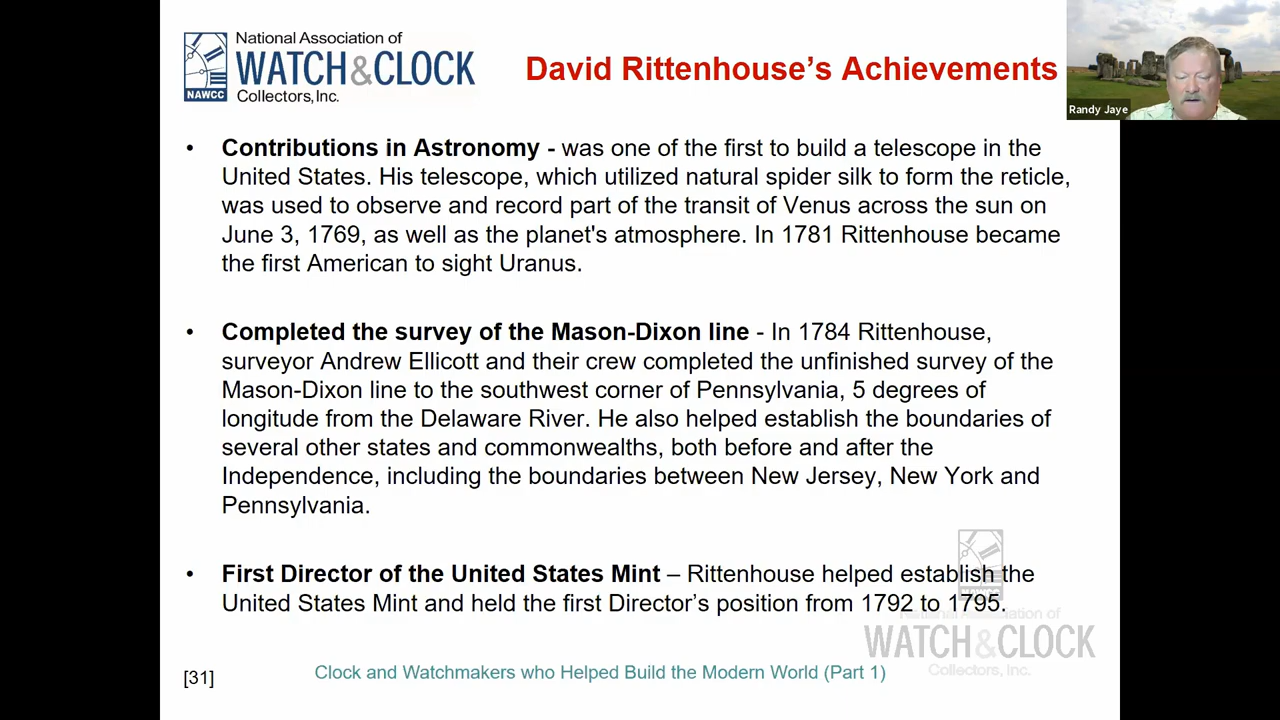 National Association of
WATCH&CLOCK
Collectors, Inc.
NAWCC
David Rittenhouse's Achievements
Randy Jaye
• Contributions in Astronomy - was one of the first to build a telescope in the
United States. His telescope, which utilized natural spider silk to form the reticle,
was used to observe and record part of the transit of Venus across the sun on
June 3, 1769, as well as the planet's atmosphere. In 1781 Rittenhouse became
the first American to sight Uranus.
• Completed the survey of the Mason-Dixon line - In 1784 Rittenhouse,
surveyor Andrew Ellicott and their crew completed the unfinished survey of the
Mason-Dixon line to the southwest corner of Pennsylvania, 5 degrees of
longitude from the Delaware River. He also helped establish the boundaries of
several other states and commonwealths, both before and after the
Independence, including the boundaries between New Jersey, New York and
Pennsylvania.
• First Director of the United States Mint – Rittenhouse helped establish the
United States Mint and held the first Director's position from 1792 to 1795.
NAWCC
National Association of
WATCH&CLOCK
Collectors, Inc.
[31]
Clock and Watchmakers who Helped Build the Modern World (Part 1)